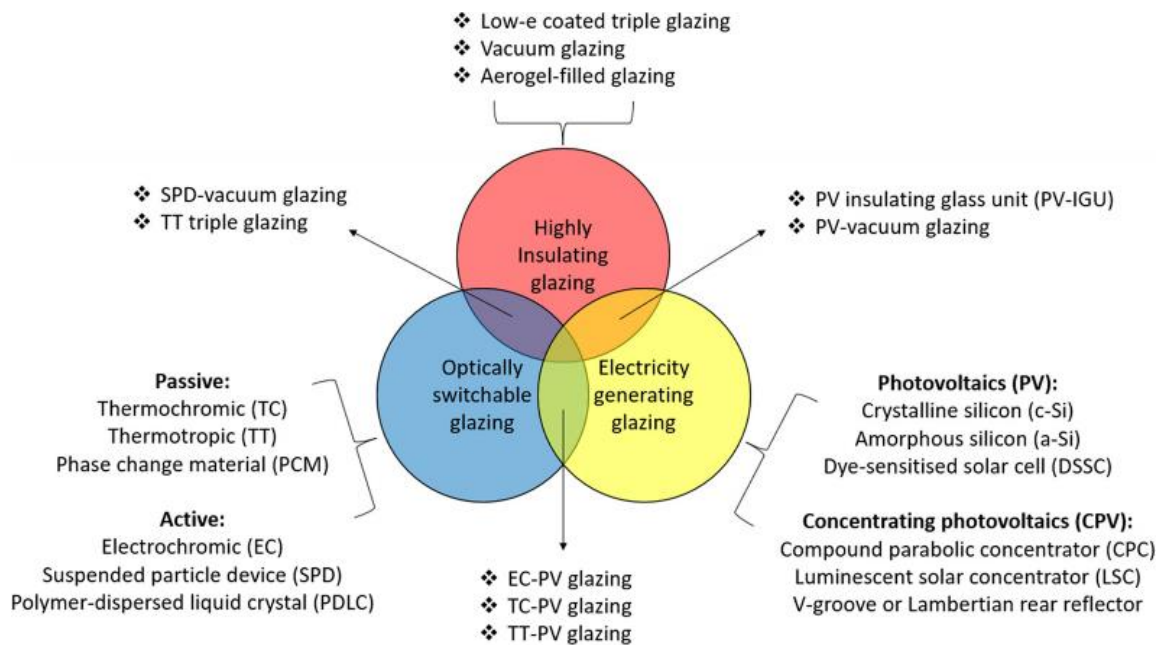 ❖ Low-e coated triple glazing
❖ Vacuum glazing
❖ Aerogel-filled glazing
❖ SPD-vacuum glazing
❖ TT triple glazing
❖ PV insulating glass unit (PV-IGU)
❖ PV-vacuum glazing
Highly
Insulating
glazing
Optically
switchable
glazing
Electricity
generating
glazing
Passive:
Thermochromic (TC)
Thermotropic (TT)
Phase change material (PCM)
Active:
Electrochromic (EC)
Suspended particle device (SPD)
Polymer-dispersed liquid crystal (PDLC)
Photovoltaics (PV):
Crystalline silicon (c-Si)
Amorphous silicon (a-Si)
Dye-sensitised solar cell (DSSC)
Concentrating photovoltaics (CPV):
Compound parabolic concentrator (CPC)
Luminescent solar concentrator (LSC)
V-groove or Lambertian rear reflector
❖ EC-PV glazing
❖ TC-PV glazing
❖ TT-PV glazing